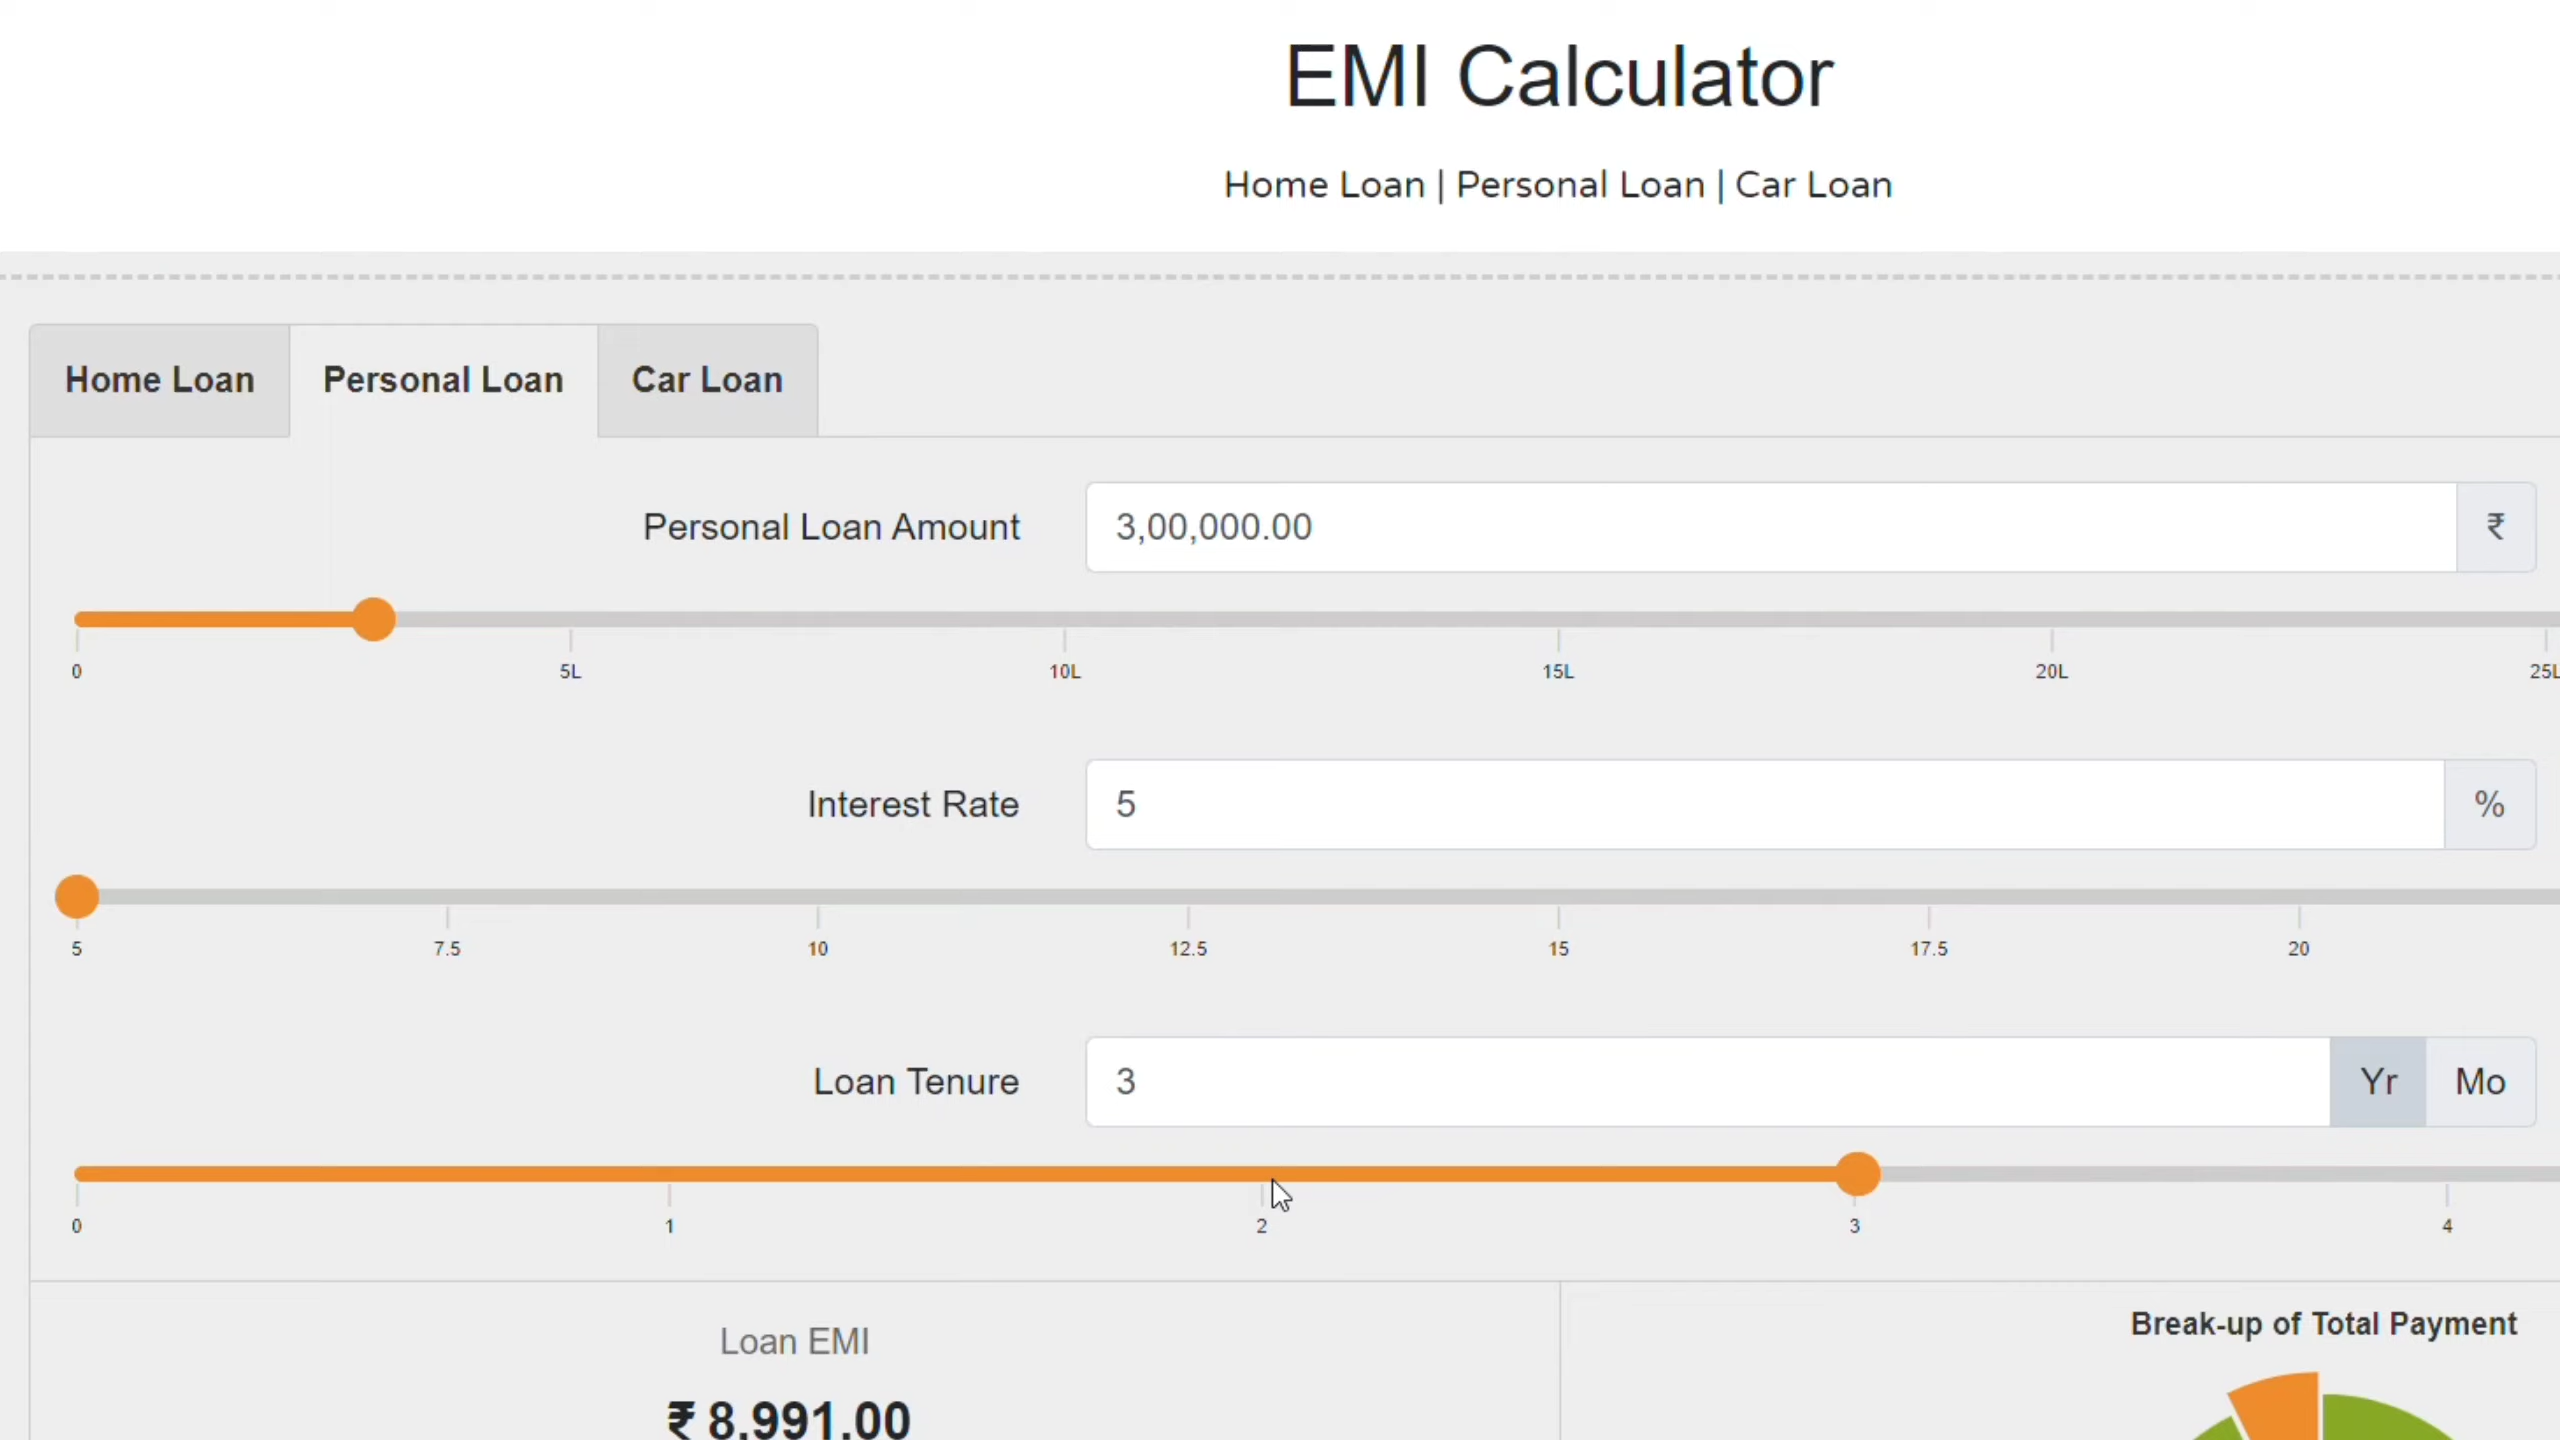 EMI Calculator
Home Loan | Personal Loan | Car Loan
Home Loan Personal Loan Car Loan
Personal Loan Amount 3,00,000.00 ₹
0 5L 10L 15L 20L 25L
Interest Rate 5 %
5 7.5 10 12.5 15 17.5 20
Loan Tenure 3 Yr Mo
0 1 2 3 4
Loan EMI
Break-up of Total Payment
₹ 8,991.00